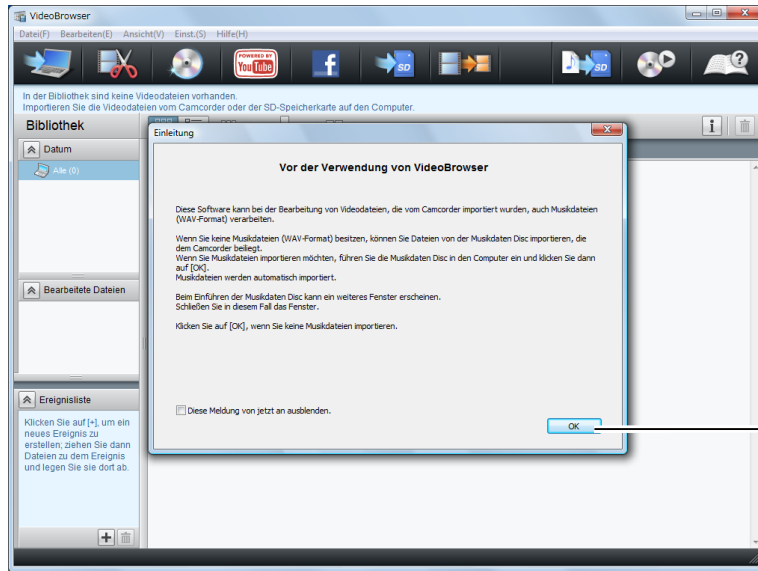 VideoBrowser
Datei(F) Bearbeiten(E) Ansicht(V) Einst.(S) Hilfe(H)
POWERED BY
YouTube
f
SD
SD
In der Bibliothek sind keine Videodateien vorhanden.
Importieren Sie die Videodateien vom Camcorder oder der SD-Speicherkarte auf den Computer.
Bibliothek
Datum
Alle (0)
Bearbeitete Dateien
Ereignisliste
Klicken Sie auf [+], um ein
neues Ereignis zu
erstellen; ziehen Sie dann
Dateien zu dem Ereignis
und legen Sie sie dort ab.
Einleitung
Vor der Verwendung von VideoBrowser
Diese Software kann bei der Bearbeitung von Videodateien, die vom Camcorder importiert wurden, auch Musikdateien
(WAV-Format) verarbeiten.
Wenn Sie keine Musikdateien (WAV-Format) besitzen, können Sie Dateien von der Musikdaten Disc importieren, die
dem Camcorder beiliegt.
Wenn Sie Musikdateien importieren möchten, führen Sie die Musikdaten Disc in den Computer ein und klicken Sie dann
auf [OK].
Musikdateien werden automatisch importiert.
Beim Einführen der Musikdaten Disc kann ein weiteres Fenster erscheinen.
Schließen Sie in diesem Fall das Fenster.
Klicken Sie auf [OK], wenn Sie keine Musikdateien importieren.
Diese Meldung von jetzt an ausblenden.
OK